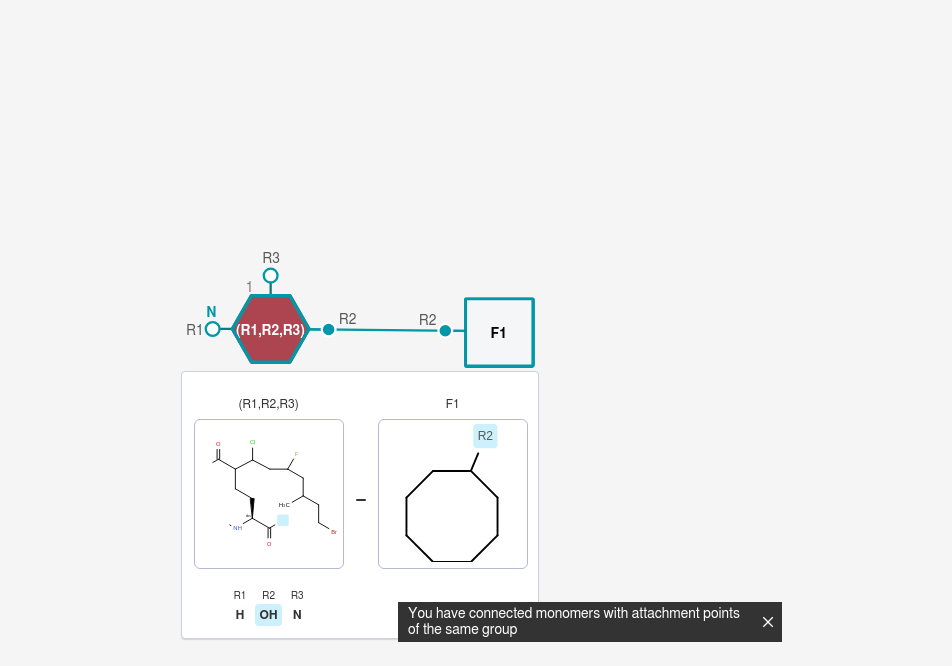 R3
1
N
R1
(R1,R2,R3)
R2
R2
F1
(R1,R2,R3)
F1
O
Cl
F
H₃C
NH
O
Br
R2
–
R1 R2 R3
H OH N
You have connected monomers with attachment points
of the same group